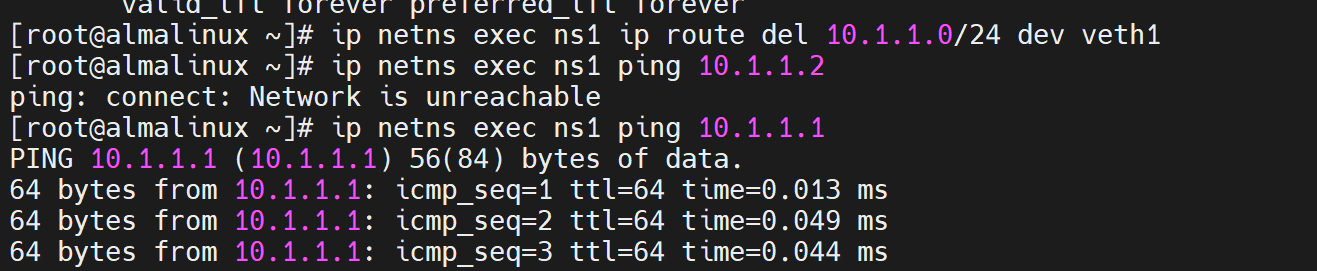 valid_lft forever preferred_lft forever
[root@almalinux ~]# ip netns exec ns1 ip route del 10.1.1.0/24 dev veth1
[root@almalinux ~]# ip netns exec ns1 ping 10.1.1.2
ping: connect: Network is unreachable
[root@almalinux ~]# ip netns exec ns1 ping 10.1.1.1
PING 10.1.1.1 (10.1.1.1) 56(84) bytes of data.
64 bytes from 10.1.1.1: icmp_seq=1 ttl=64 time=0.013 ms
64 bytes from 10.1.1.1: icmp_seq=2 ttl=64 time=0.049 ms
64 bytes from 10.1.1.1: icmp_seq=3 ttl=64 time=0.044 ms